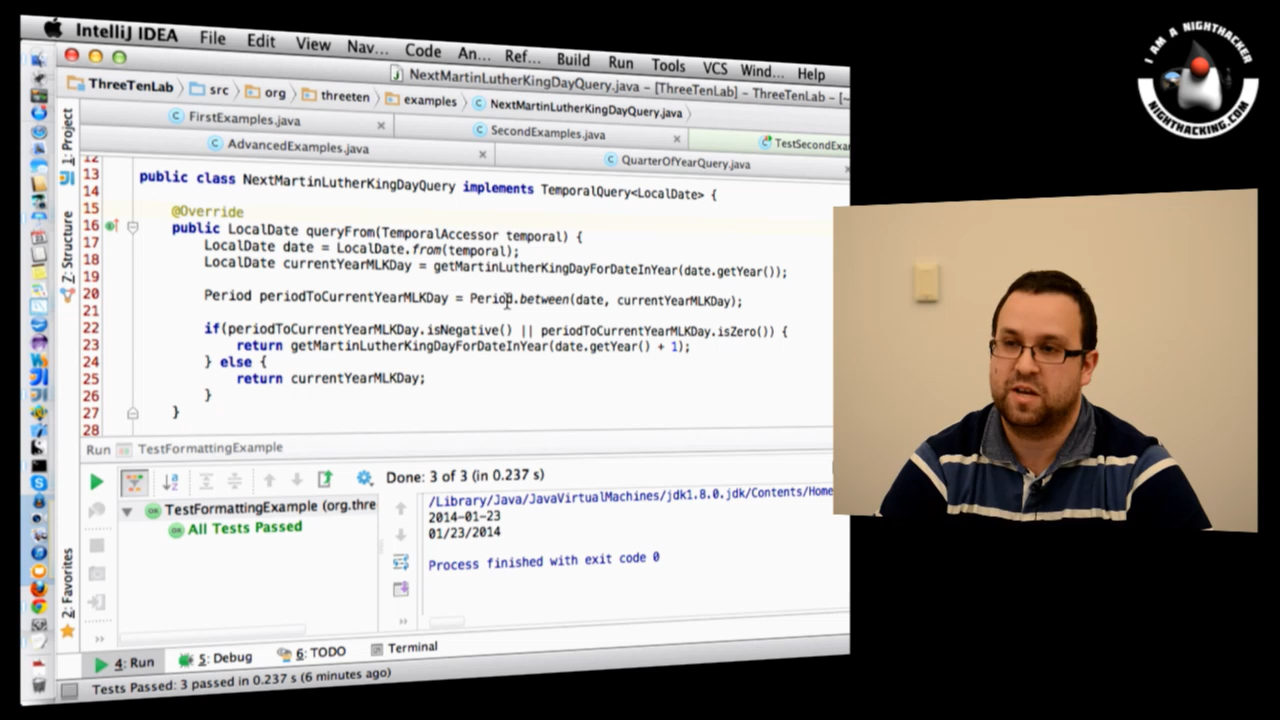 IntelliJ IDEA File Edit View Nav... Code An... Ref... Build Run Tools VCS Wind... Help
NextMartinLutherKingDayQuery.java – [ThreeTenLab] – ThreeTenLab – [~
ThreeTenLab src org threeten examples NextMartinLutherKingDayQuery.java
FirstExamples.java SecondExamples.java TestSecondExa
AdvancedExamples.java QuarterOfYearQuery.java
1: Project
7: Structure
2: Favorites
12
13 public class NextMartinLutherKingDayQuery implements TemporalQuery<LocalDate> {
14
15 @Override
16 public LocalDate queryFrom(TemporalAccessor temporal) {
17 LocalDate date = LocalDate.from(temporal);
18 LocalDate currentYearMLKDay = getMartinLutherKingDayForDateInYear(date.getYear());
19
20 Period periodToCurrentYearMLKDay = Period.between(date, currentYearMLKDay);
21
22 if(periodToCurrentYearMLKDay.isNegative() || periodToCurrentYearMLKDay.isZero()) {
23 return getMartinLutherKingDayForDateInYear(date.getYear() + 1);
24 } else {
25 return currentYearMLKDay;
26 }
27 }
28
Run TestFormattingExample
Done: 3 of 3 (in 0.237 s)
TestFormattingExample (org.thre
All Tests Passed
/Library/Java/JavaVirtualMachines/jdk1.8.0.jdk/Contents/Home
2014-01-23
01/23/2014
Process finished with exit code 0
4: Run 5: Debug 6: TODO Terminal
Tests Passed: 3 passed in 0.237 s (6 minutes ago)
I AM A NIGHTHACKER
NIGHTHACKING.COM